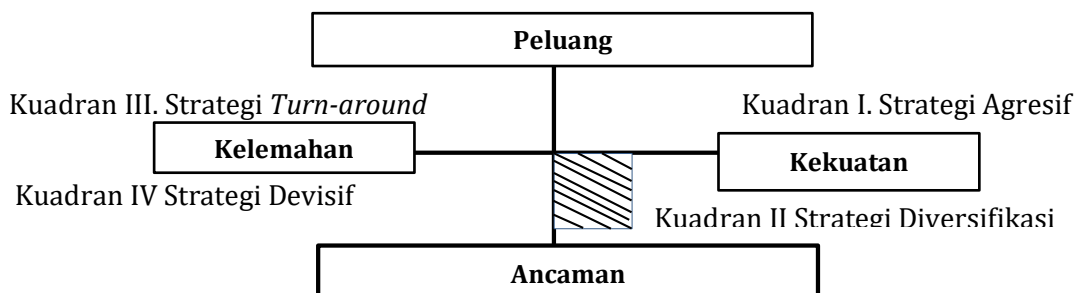 Peluang
Kuadran III. Strategi Turn-around
Kuadran I. Strategi Agresif
Kelemahan
Kekuatan
Kuadran IV Strategi Devisif
Kuadran II Strategi Diversifikasi
Ancaman